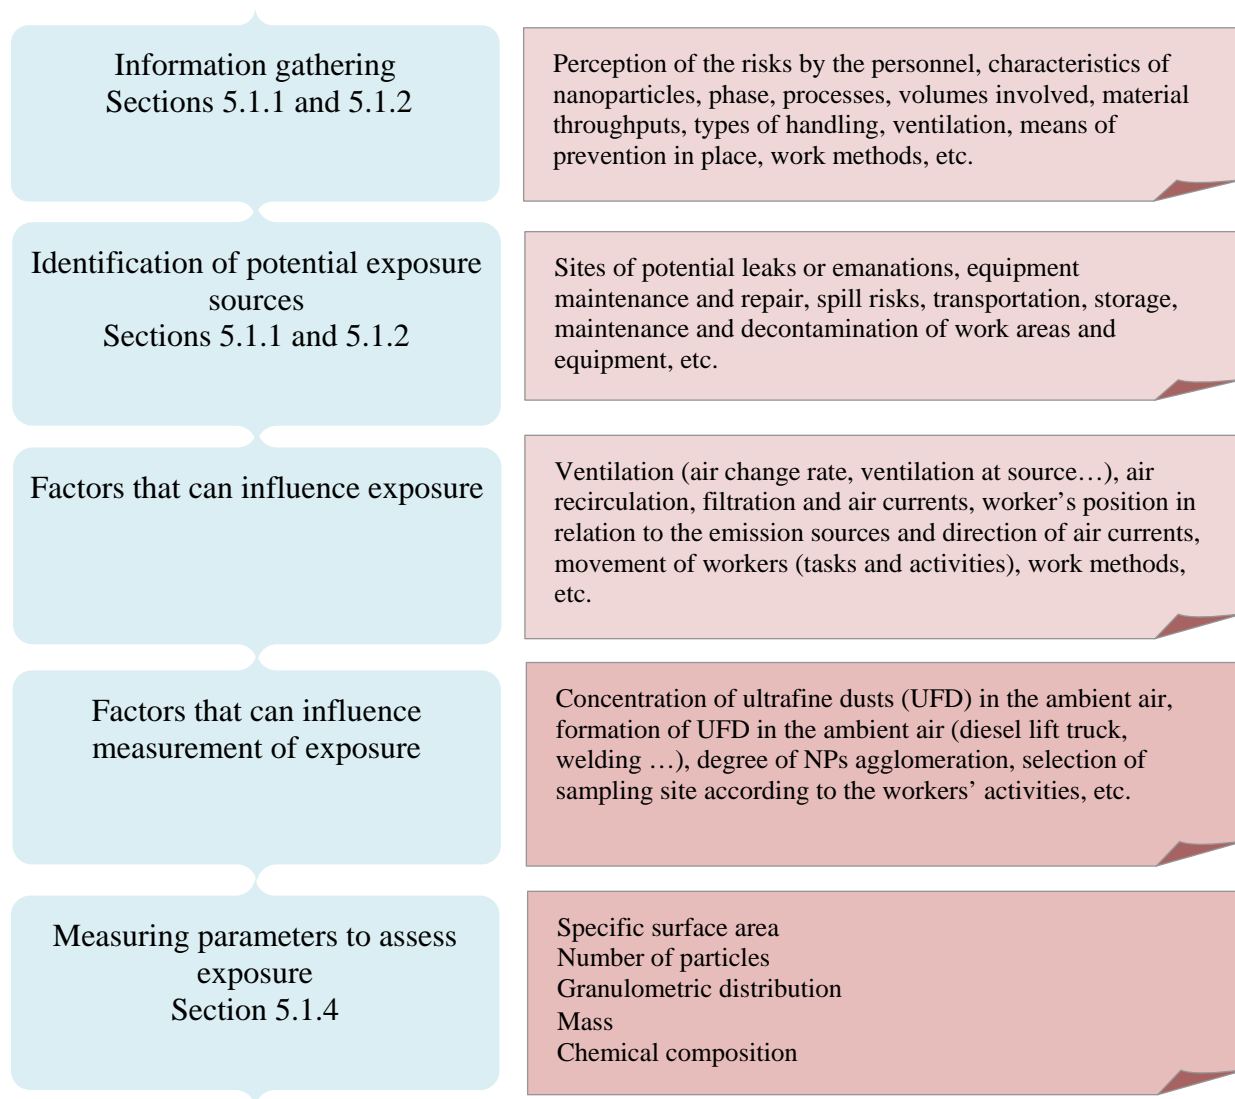 Information gathering
Sections 5.1.1 and 5.1.2
Perception of the risks by the personnel, characteristics of
nanoparticles, phase, processes, volumes involved, material
throughputs, types of handling, ventilation, means of
prevention in place, work methods, etc.
Identification of potential exposure
sources
Sections 5.1.1 and 5.1.2
Sites of potential leaks or emanations, equipment
maintenance and repair, spill risks, transportation, storage,
maintenance and decontamination of work areas and
equipment, etc.
Factors that can influence exposure
Ventilation (air change rate, ventilation at source…), air
recirculation, filtration and air currents, worker’s position in
relation to the emission sources and direction of air currents,
movement of workers (tasks and activities), work methods,
etc.
Factors that can influence
measurement of exposure
Concentration of ultrafine dusts (UFD) in the ambient air,
formation of UFD in the ambient air (diesel lift truck,
welding …), degree of NPs agglomeration, selection of
sampling site according to the workers’ activities, etc.
Measuring parameters to assess
exposure
Section 5.1.4
Specific surface area
Number of particles
Granulometric distribution
Mass
Chemical composition